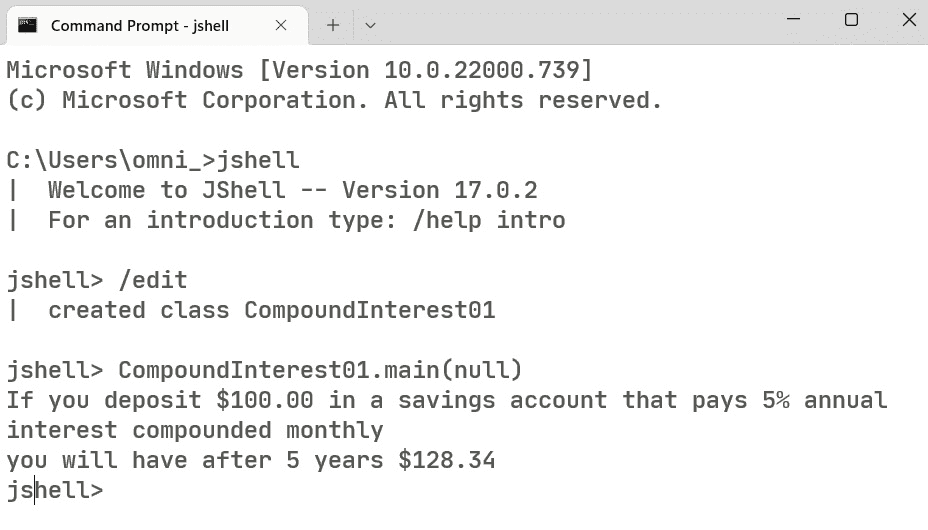 Command Prompt - jshell
Microsoft Windows [Version 10.0.22000.739]
(c) Microsoft Corporation. All rights reserved.
C:\Users\omni_>jshell
|  Welcome to JShell -- Version 17.0.2
|  For an introduction type: /help intro
jshell> /edit
|  created class CompoundInterest01
jshell> CompoundInterest01.main(null)
If you deposit $100.00 in a savings account that pays 5% annual
interest compounded monthly
you will have after 5 years $128.34
jshell>